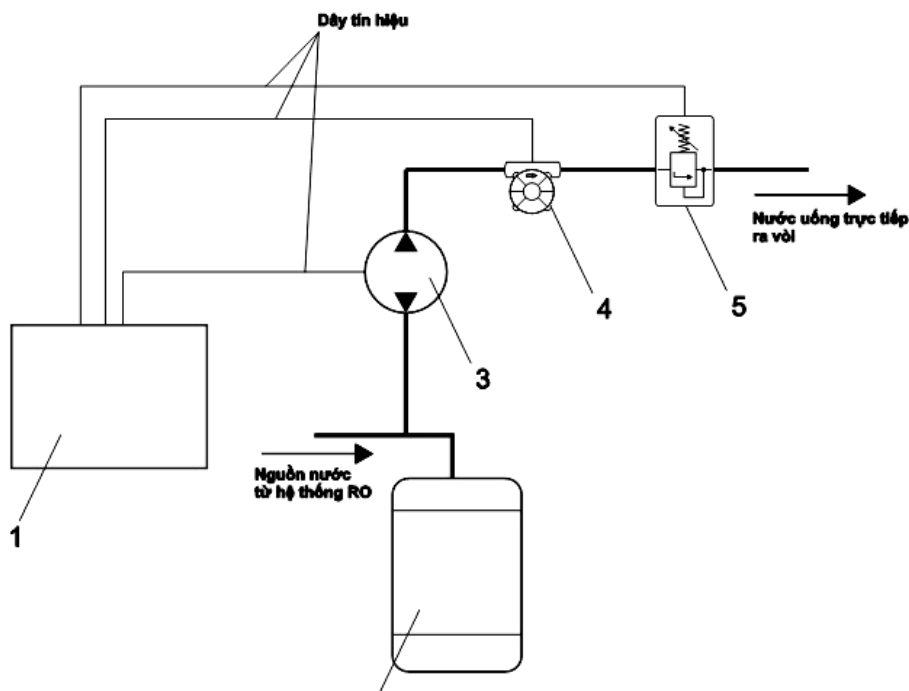 Dây tín hiệu
4
5
Nước uống trực tiếp
ra vòi
3
1
Nguồn nước
từ hệ thống RO